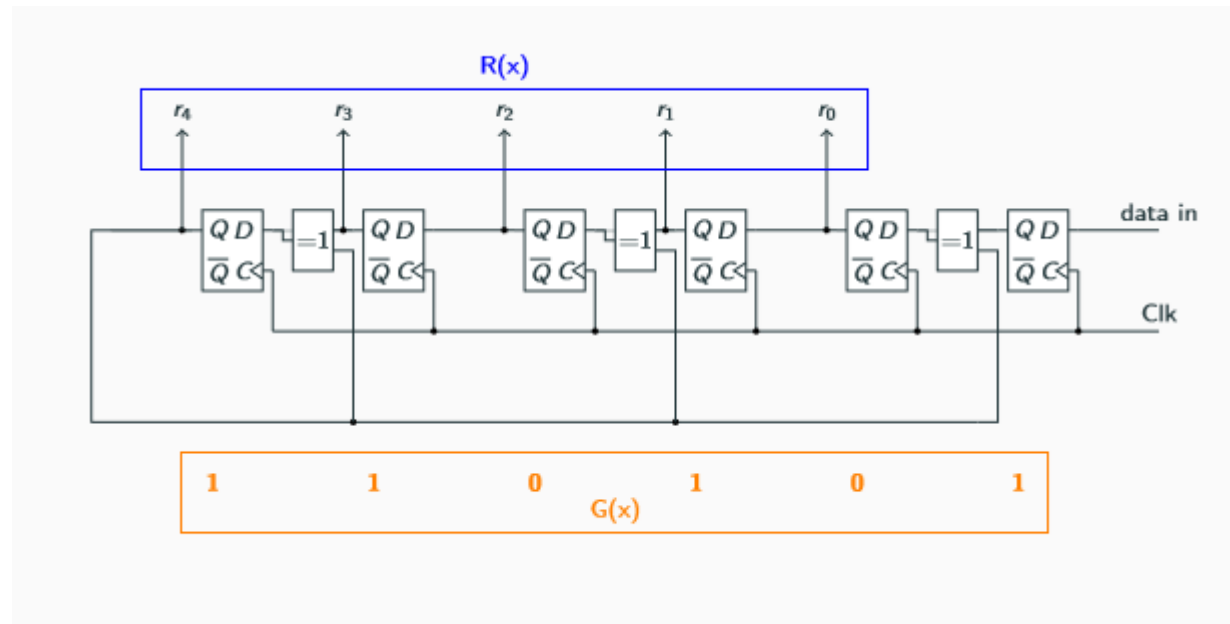 R(x)
r₄ r₃ r₂ r₁ r₀
data in
Q D =1 Q D Q D =1 Q D Q D =1 Q D
Q̅ C Q̅ C Q̅ C Q̅ C Q̅ C Q̅ C
Clk
1 1 0 1 0 1
G(x)